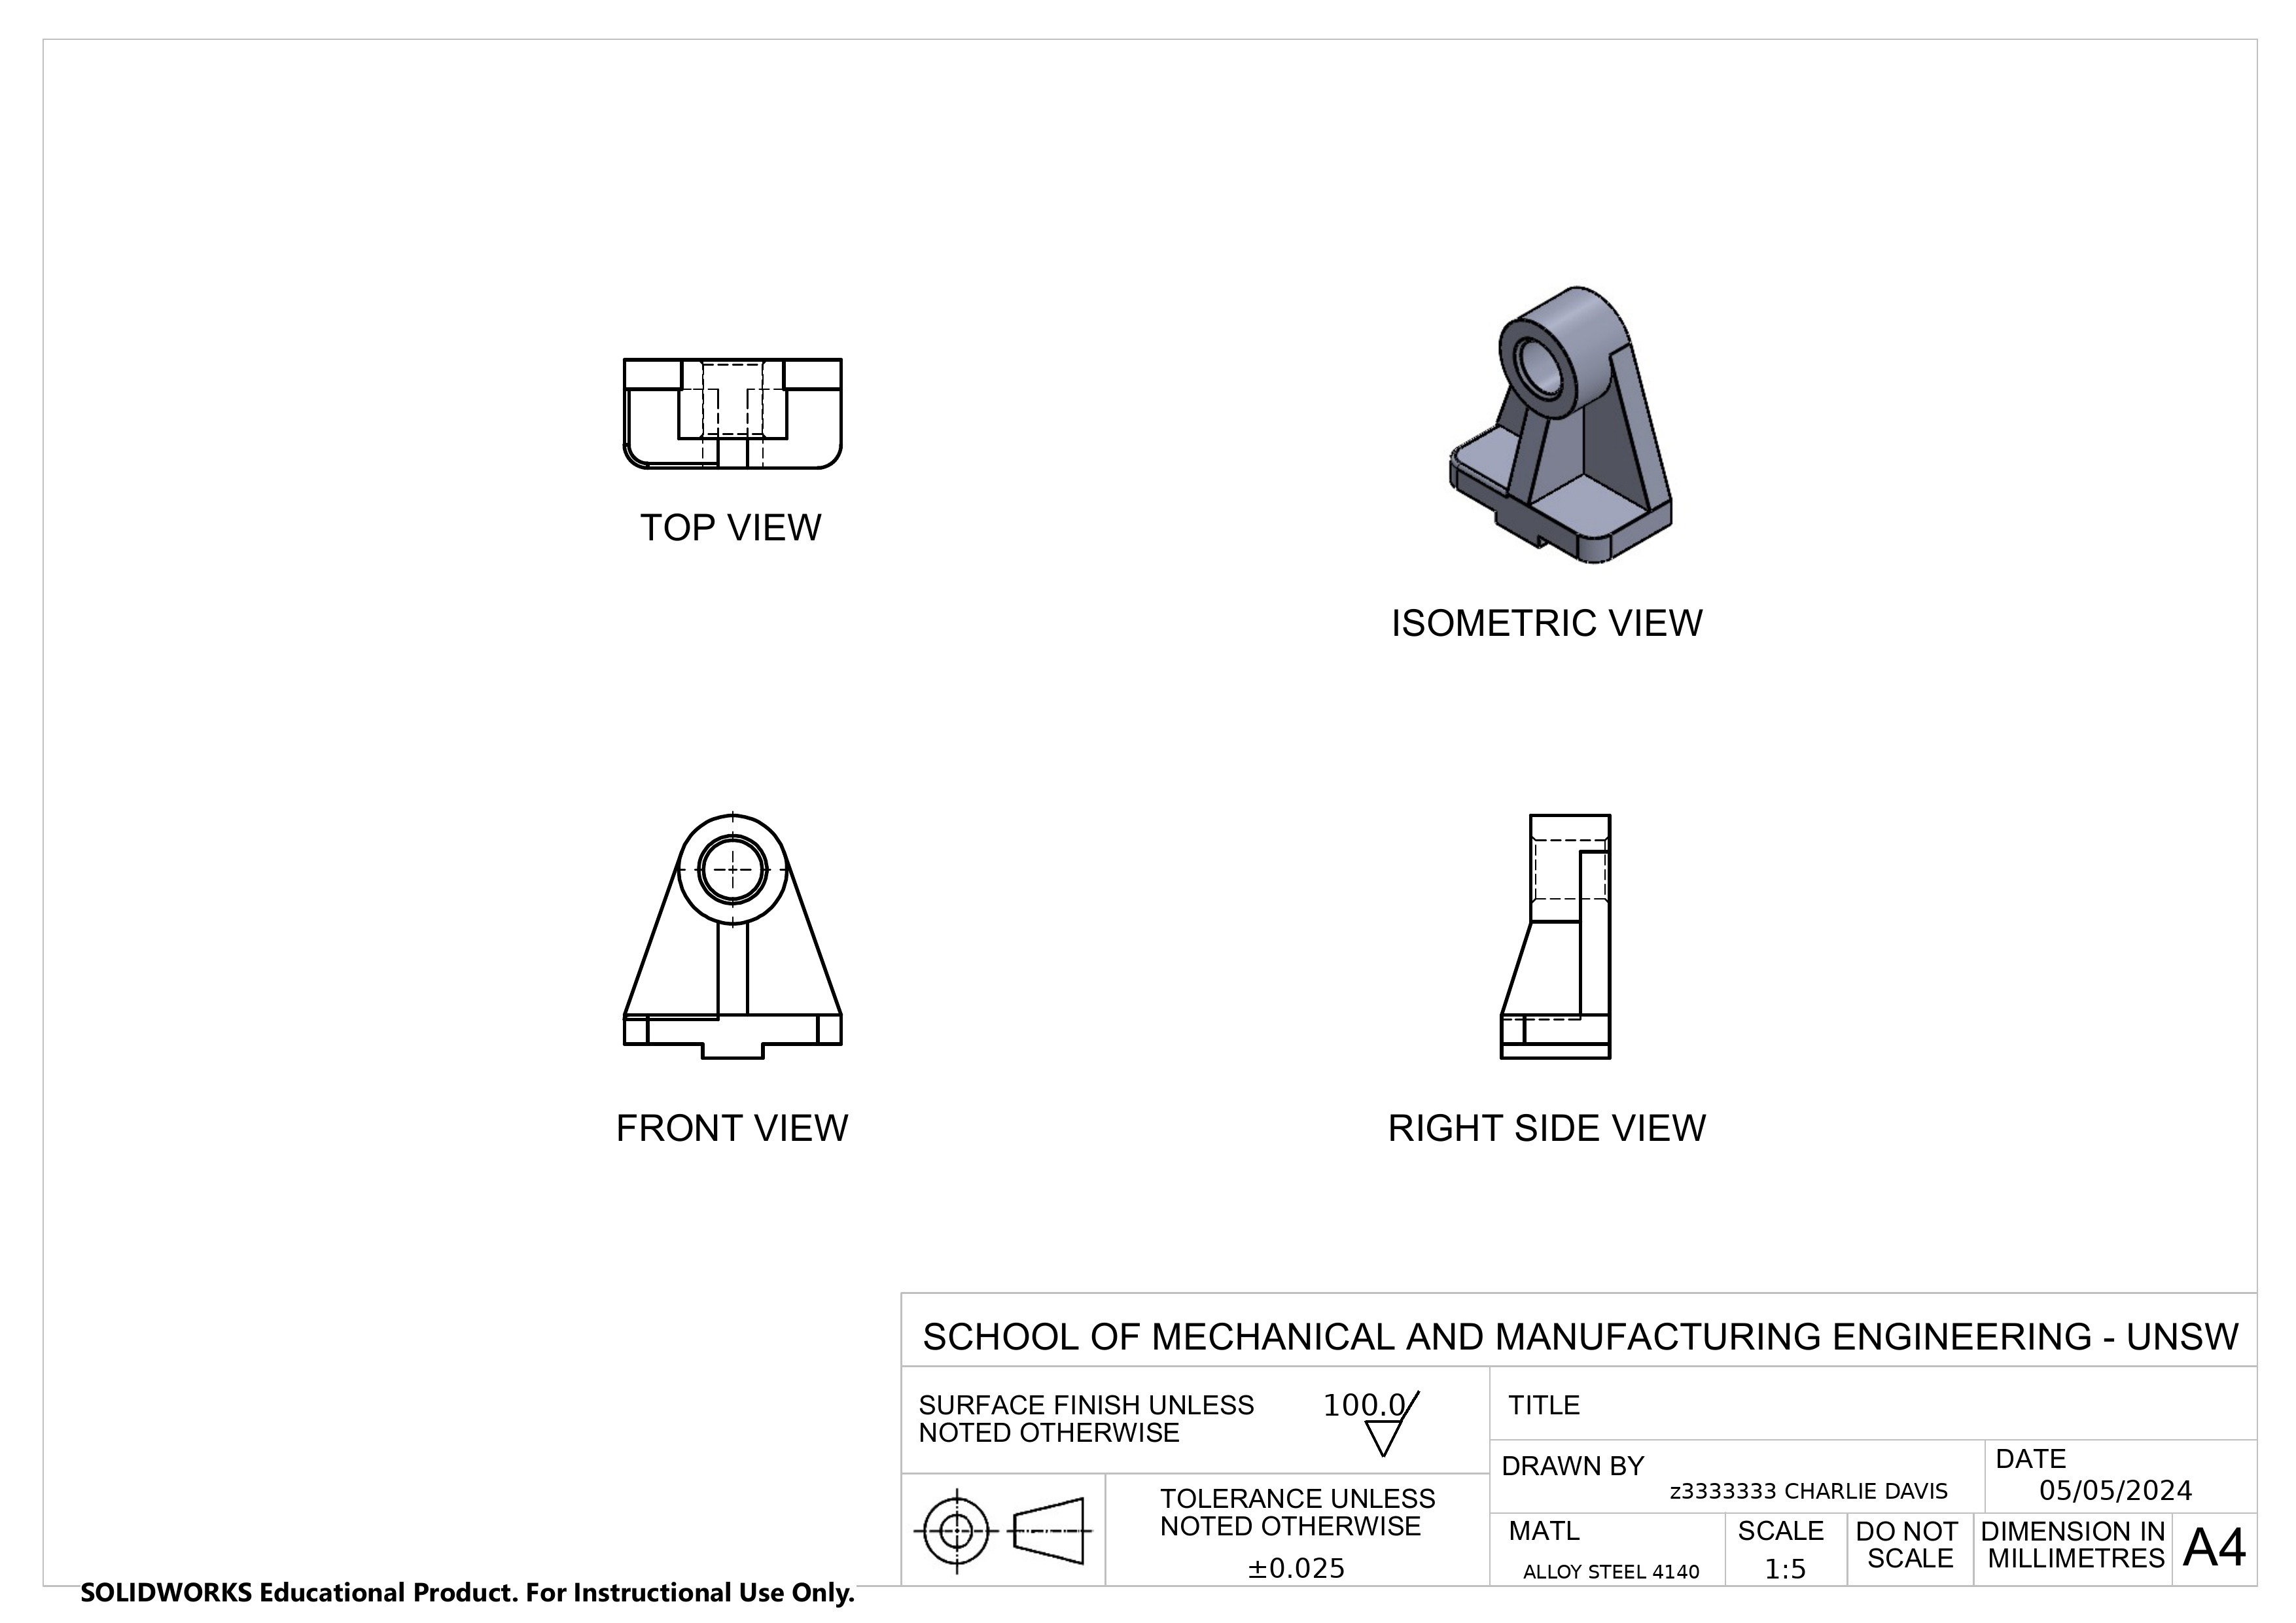 TOP VIEW
ISOMETRIC VIEW
FRONT VIEW
RIGHT SIDE VIEW
SCHOOL OF MECHANICAL AND MANUFACTURING ENGINEERING - UNSW
SURFACE FINISH UNLESS
NOTED OTHERWISE
100.0
TITLE
DRAWN BY
z3333333 CHARLIE DAVIS
DATE
05/05/2024
TOLERANCE UNLESS
NOTED OTHERWISE
±0.025
MATL
ALLOY STEEL 4140
SCALE
1:5
DO NOT
SCALE
DIMENSION IN
MILLIMETRES
A4
SOLIDWORKS Educational Product. For Instructional Use Only.